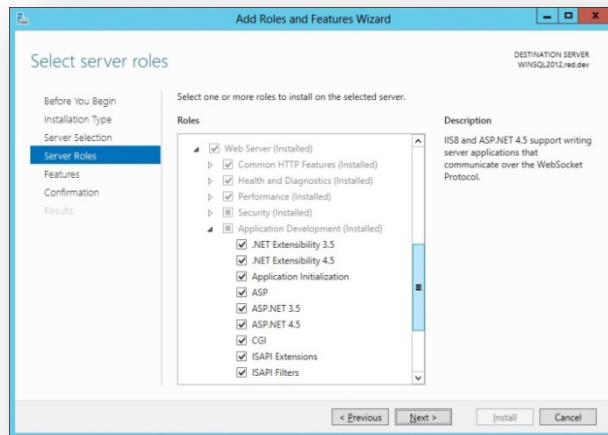 Add Roles and Features Wizard
Select server roles
DESTINATION SERVER
WINSQL2012.red.dev
Before You Begin
Installation Type
Server Selection
Server Roles
Features
Confirmation
Results
Select one or more roles to install on the selected server.
Roles
Web Server (Installed)
Common HTTP Features (Installed)
Health and Diagnostics (Installed)
Performance (Installed)
Security (Installed)
Application Development (Installed)
.NET Extensibility 3.5
.NET Extensibility 4.5
Application Initialization
ASP
ASP.NET 3.5
ASP.NET 4.5
CGI
ISAPI Extensions
ISAPI Filters
Description
IIS8 and ASP.NET 4.5 support writing
server applications that
communicate over the WebSocket
Protocol.
< Previous
Next >
Install
Cancel